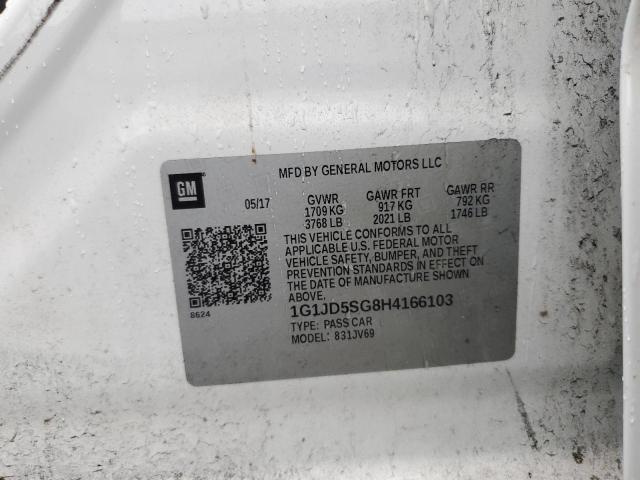 MFD BY GENERAL MOTORS LLC
GM
05/17
GVWR GAWR FRT GAWR RR
1709 KG 917 KG 792 KG
3768 LB 2021 LB 1746 LB
THIS VEHICLE CONFORMS TO ALL
APPLICABLE U.S. FEDERAL MOTOR
VEHICLE SAFETY, BUMPER, AND THEFT
PREVENTION STANDARDS IN EFFECT ON
THE DATE OF MANUFACTURE SHOWN
ABOVE.
1G1JD5SG8H4166103
8624
TYPE: PASS CAR
MODEL: 831JV69